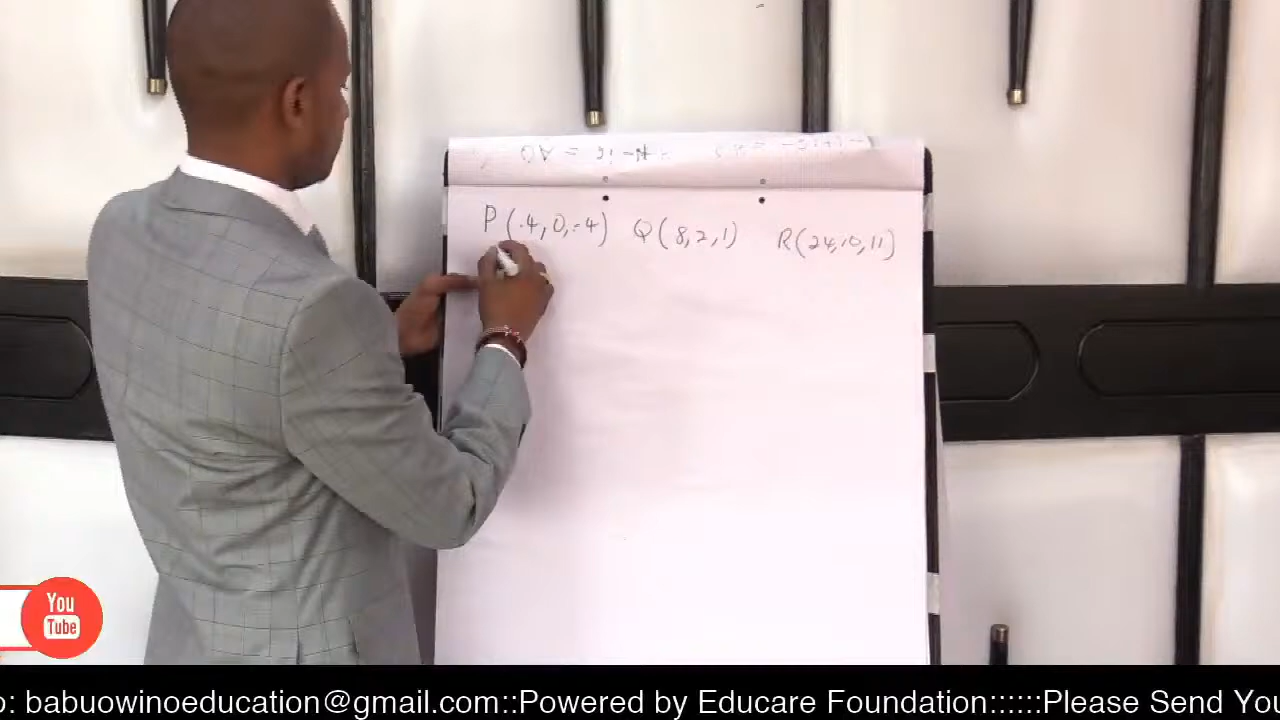 P(4, 0, -4) Q(8, 2, 1) R(24, 10, 11)
You
Tube
o: babuowinoeducation@gmail.com::Powered by Educare Foundation::::::Please Send You